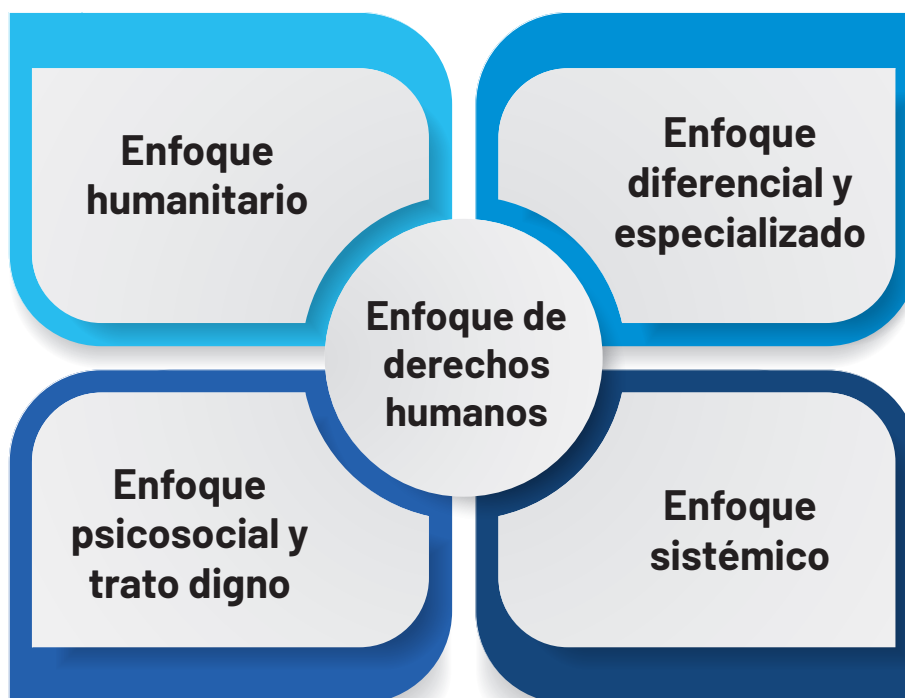 Enfoque
humanitario
Enfoque
diferencial y
especializado
Enfoque de
derechos
humanos
Enfoque
psicosocial y
trato digno
Enfoque
sistémico